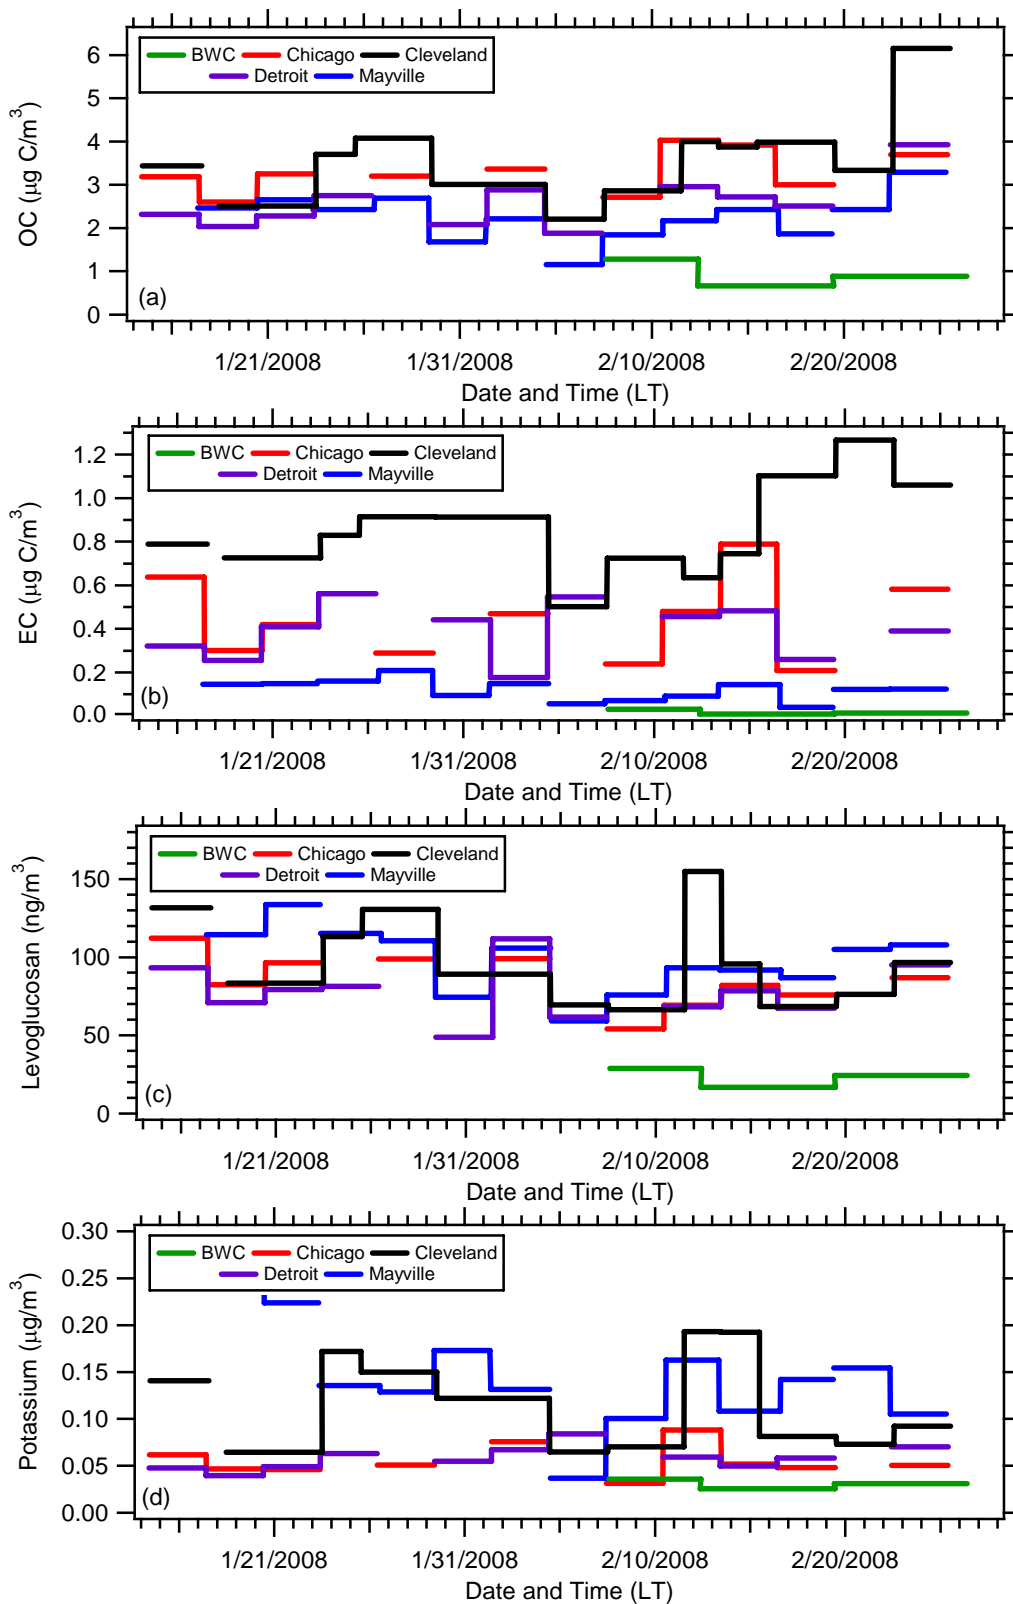 BWC Chicago Cleveland
Detroit Mayville
OC (μg C/m³)
6
5
4
3
2
1
0
(a)
1/21/2008 1/31/2008 2/10/2008 2/20/2008
Date and Time (LT)
BWC Chicago Cleveland
Detroit Mayville
EC (μg C/m³)
1.2
1.0
0.8
0.6
0.4
0.2
0.0
(b)
1/21/2008 1/31/2008 2/10/2008 2/20/2008
Date and Time (LT)
BWC Chicago Cleveland
Detroit Mayville
Levoglucosan (ng/m³)
150
100
50
0
(c)
1/21/2008 1/31/2008 2/10/2008 2/20/2008
Date and Time (LT)
BWC Chicago Cleveland
Detroit Mayville
Potassium (μg/m³)
0.30
0.25
0.20
0.15
0.10
0.05
0.00
(d)
1/21/2008 1/31/2008 2/10/2008 2/20/2008
Date and Time (LT)